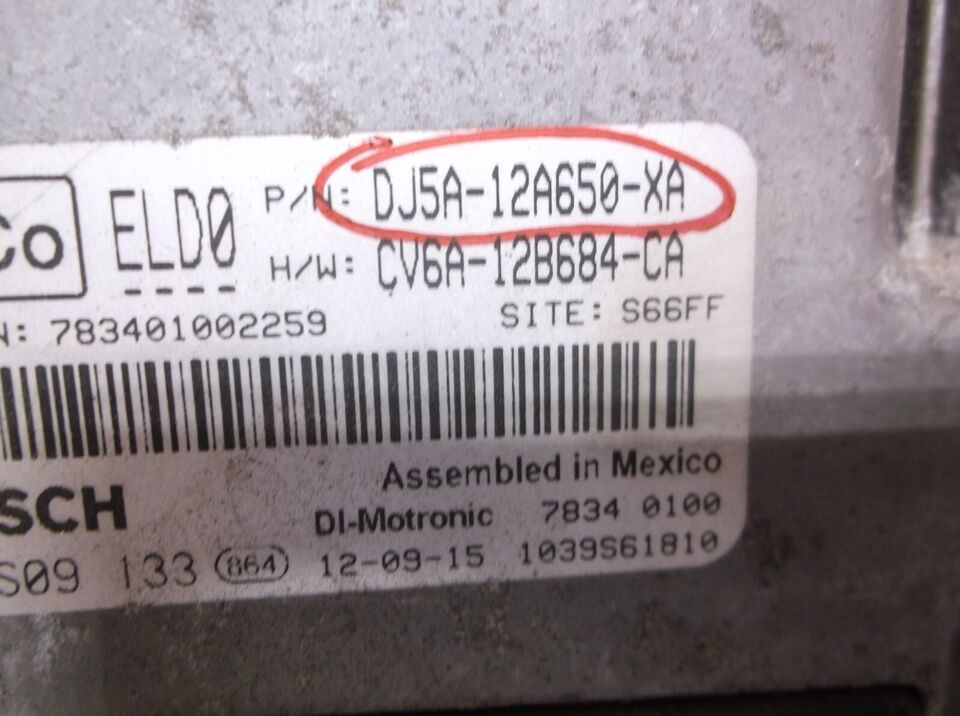 Co ELD0 P/N: DJ5A-12A650-XA
H/W: CV6A-12B684-CA
N: 783401002259 SITE: S66FF
Assembled in Mexico
SCH DI-Motronic 7834 0100
S09 133 864 12-09-15 1039S61810